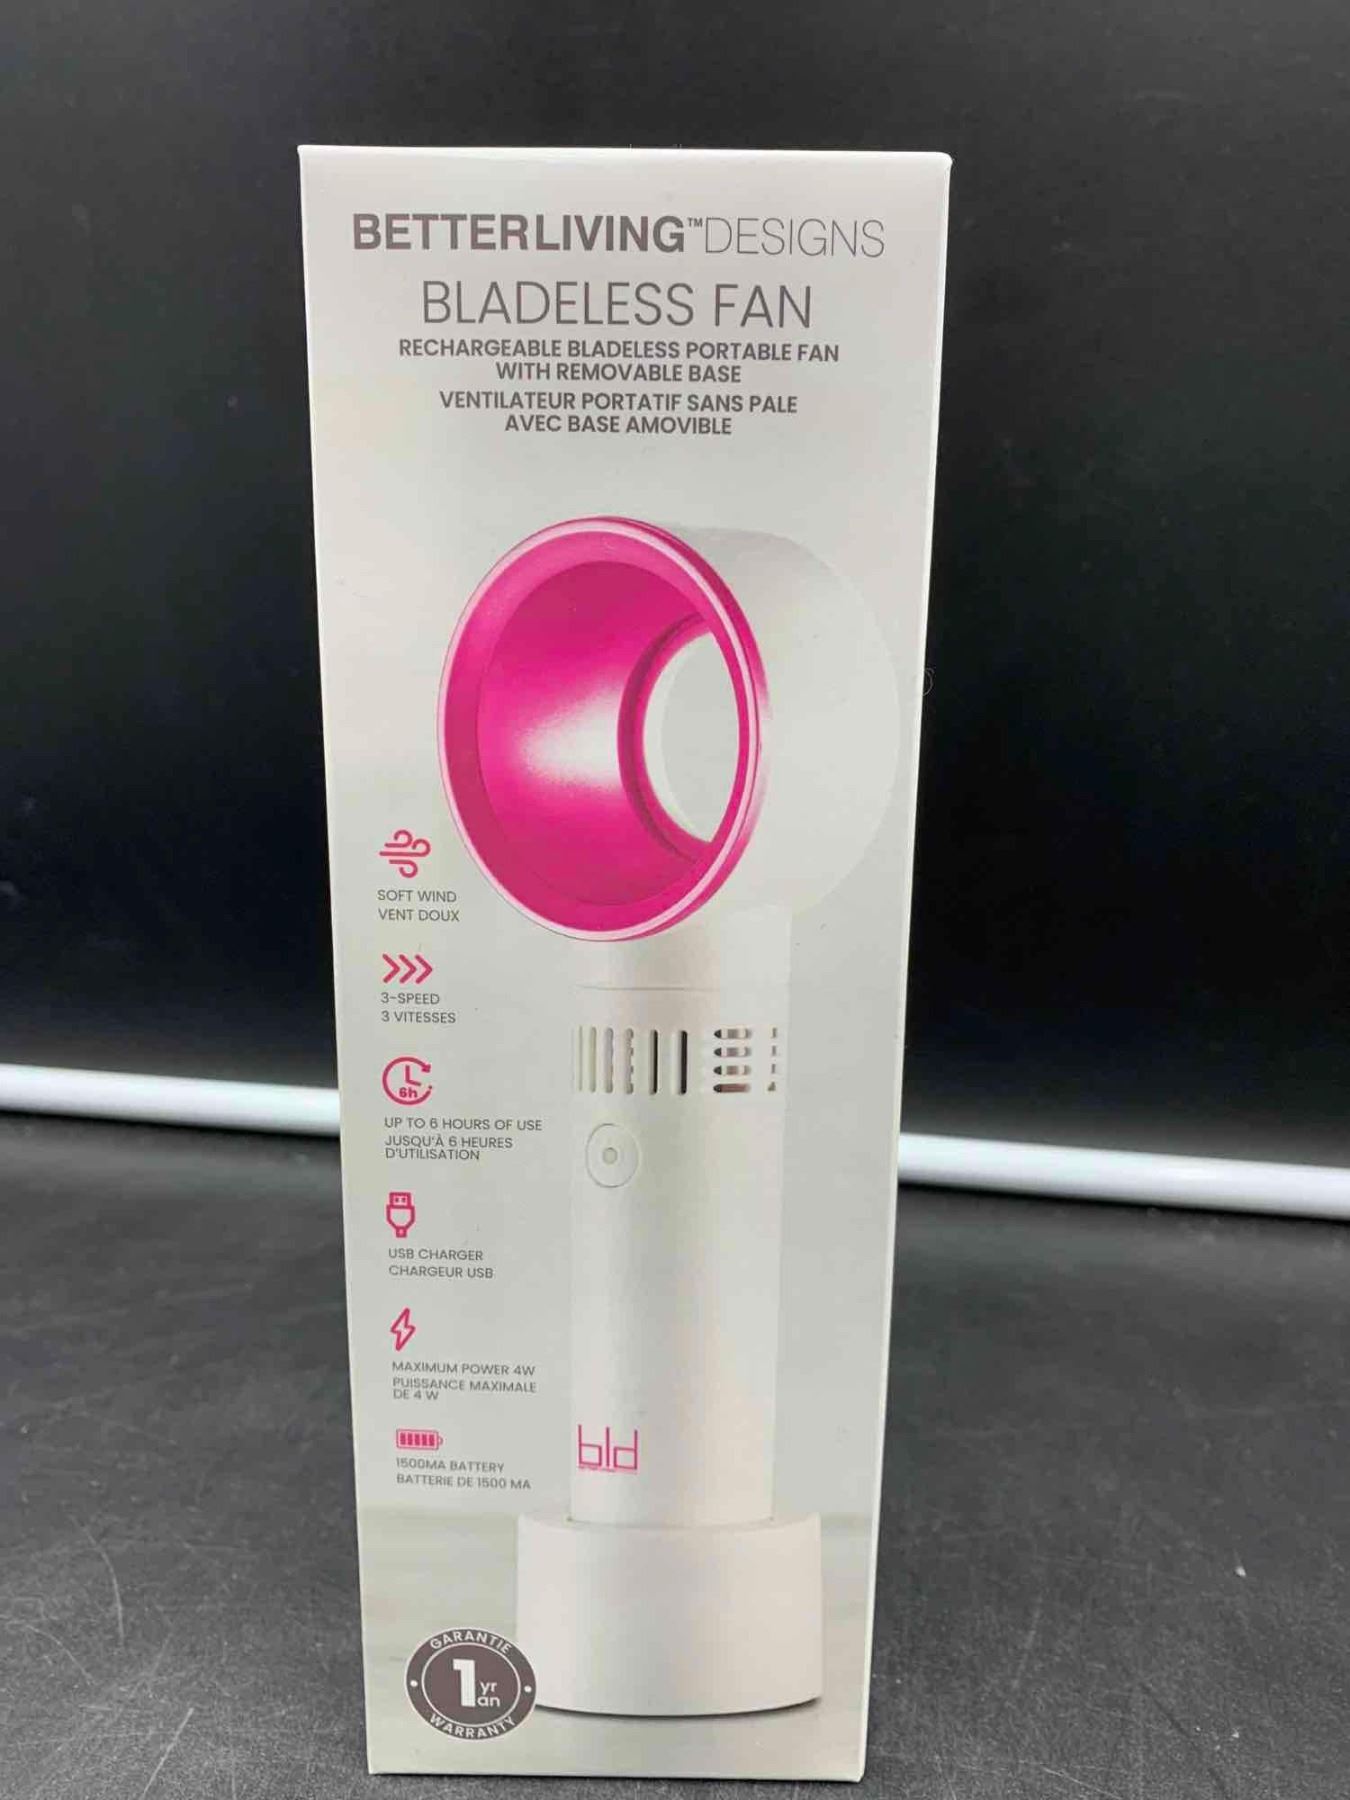 BETTERLIVING™DESIGNS
BLADELESS FAN
RECHARGEABLE BLADELESS PORTABLE FAN
WITH REMOVABLE BASE
VENTILATEUR PORTATIF SANS PALE
AVEC BASE AMOVIBLE
SOFT WIND
VENT DOUX
3-SPEED
3 VITESSES
6h
UP TO 6 HOURS OF USE
JUSQU'À 6 HEURES
D'UTILISATION
USB CHARGER
CHARGEUR USB
MAXIMUM POWER 4W
PUISSANCE MAXIMALE
DE 4 W
1500MA BATTERY
BATTERIE DE 1500 MA
bld
GARANTIE
1 yr
an
WARRANTY